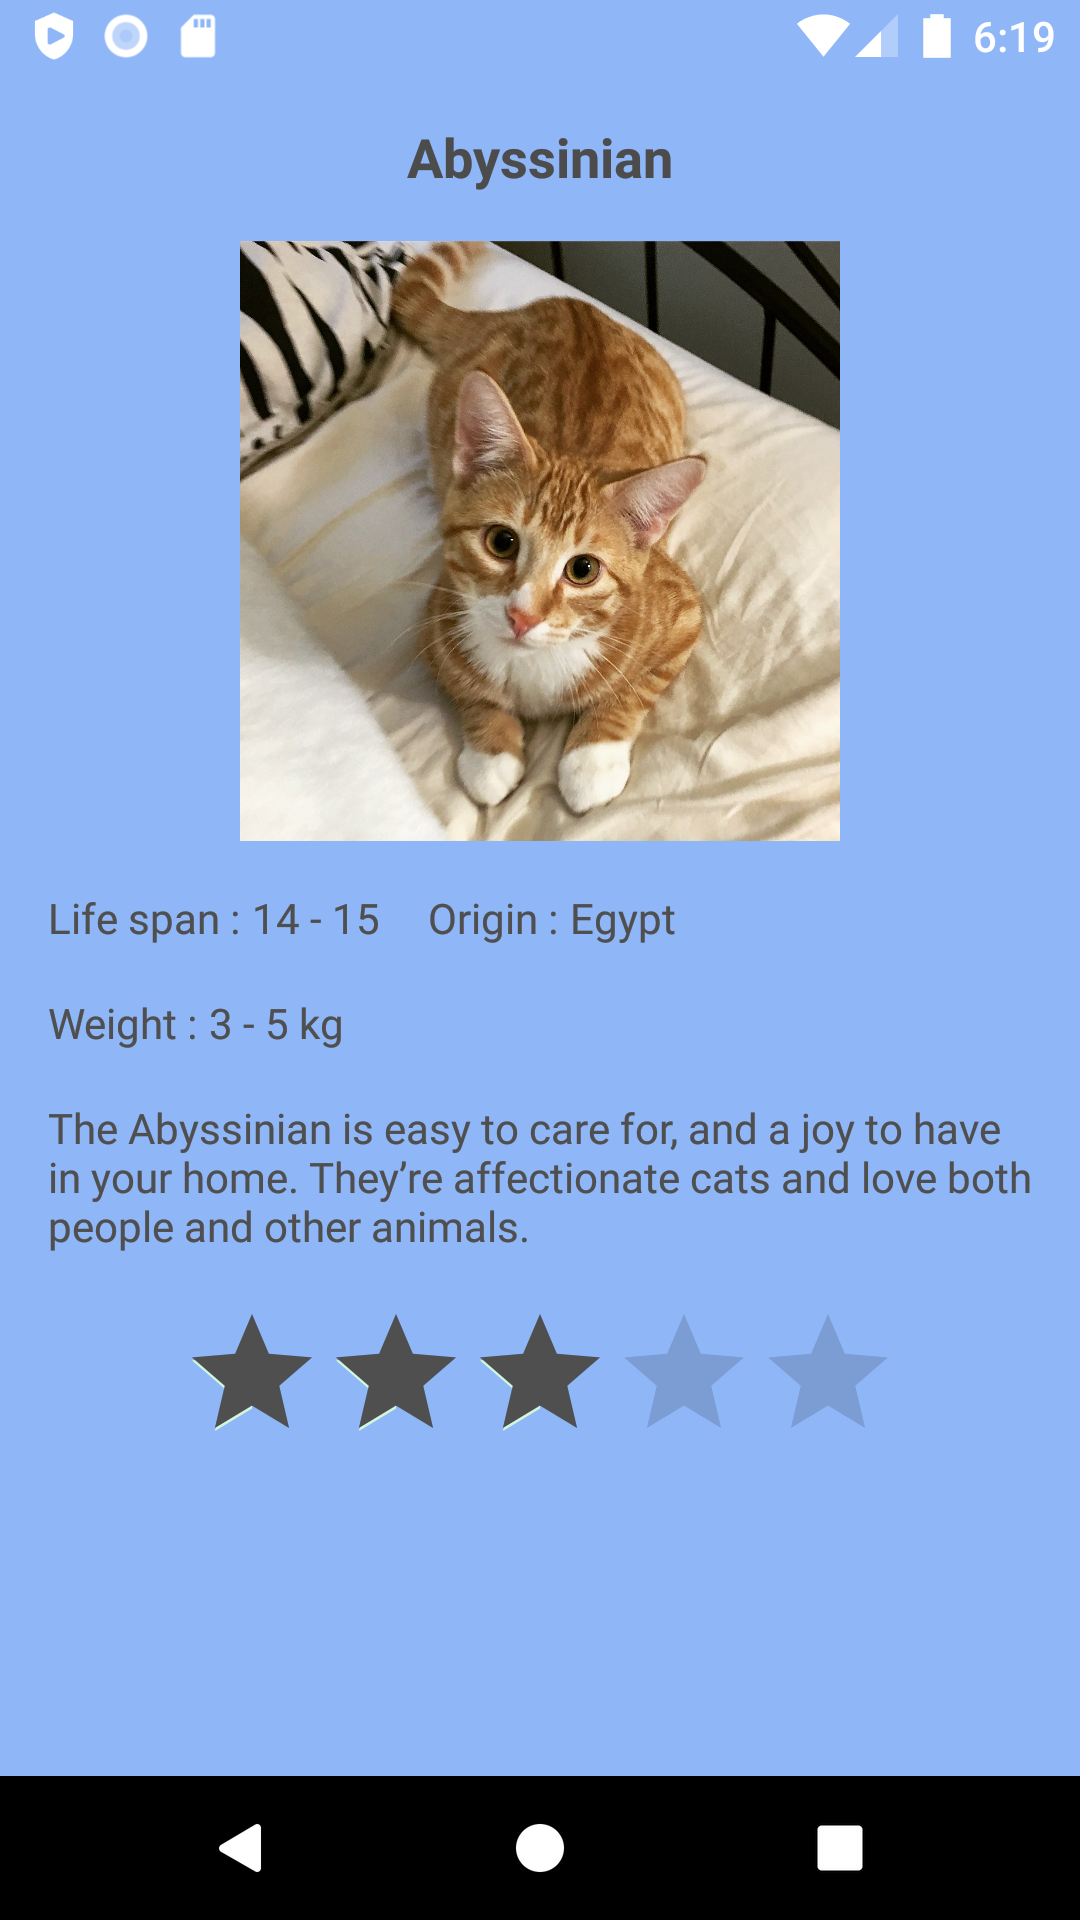 6:19
Abyssinian
Life span : 14 - 15 Origin : Egypt
Weight : 3 - 5 kg
The Abyssinian is easy to care for, and a joy to have
in your home. They’re affectionate cats and love both
people and other animals.